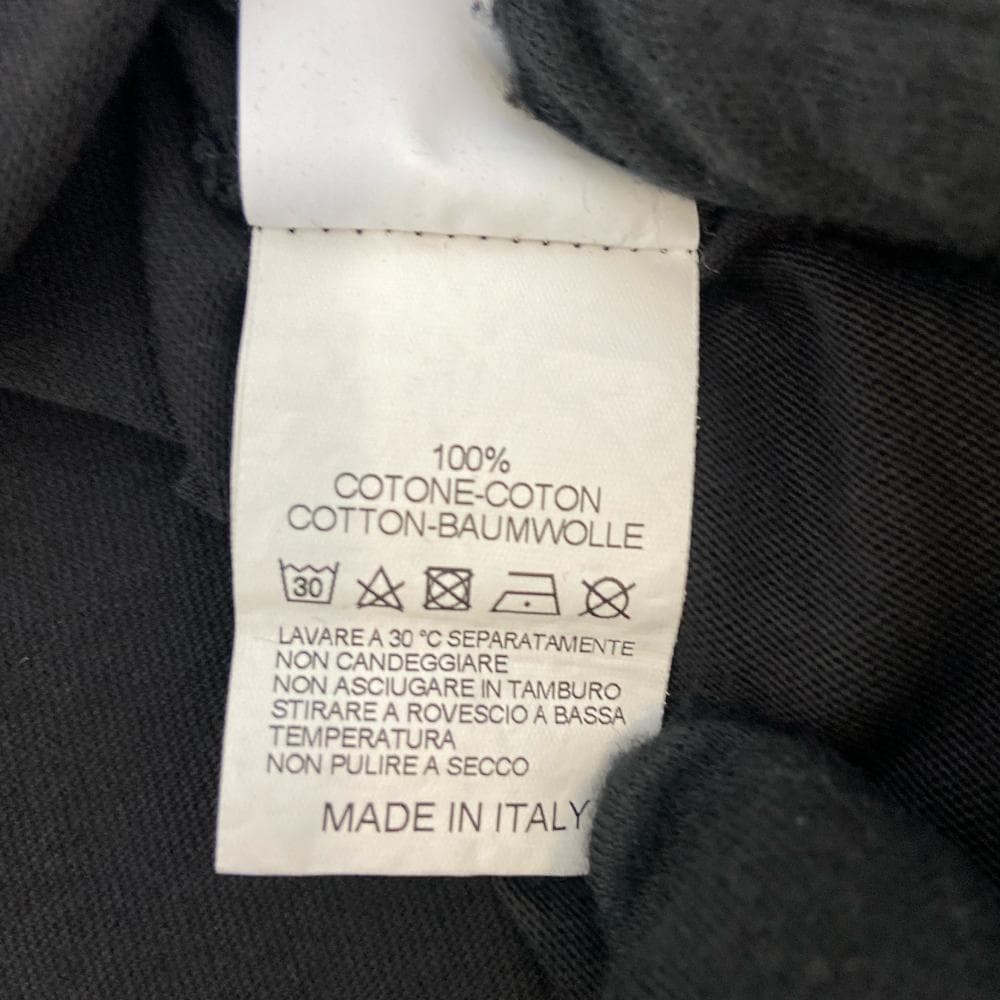 100%
COTONE-COTON
COTTON-BAUMWOLLE
30
LAVARE A 30 °C SEPARATAMENTE
NON CANDEGGIARE
NON ASCIUGARE IN TAMBURO
STIRARE A ROVESCIO A BASSA
TEMPERATURA
NON PULIRE A SECCO
MADE IN ITALY